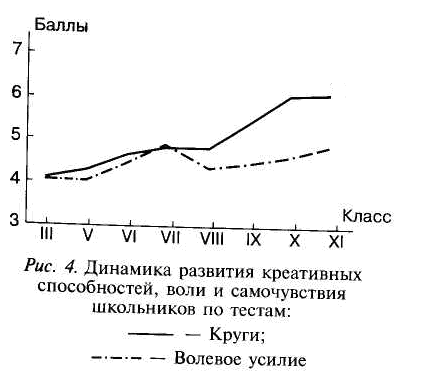 Баллы
7
6
5
4
3
Класс
III V VI VII VIII IX X XI
Рис. 4. Динамика развития креативных
способностей, воли и самочувствия
школьников по тестам:
— Круги;
— Волевое усилие